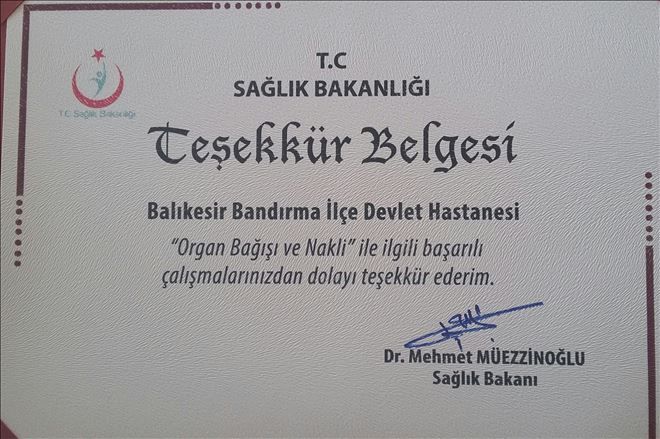 T.C. Sağlık Bakanlığı
T.C
SAĞLIK BAKANLIĞI
Teşekkür Belgesi
Balıkesir Bandırma İlçe Devlet Hastanesi
“Organ Bağışı ve Nakli” ile ilgili başarılı
çalışmalarınızdan dolayı teşekkür ederim.
Dr. Mehmet MÜEZZİNOĞLU
Sağlık Bakanı